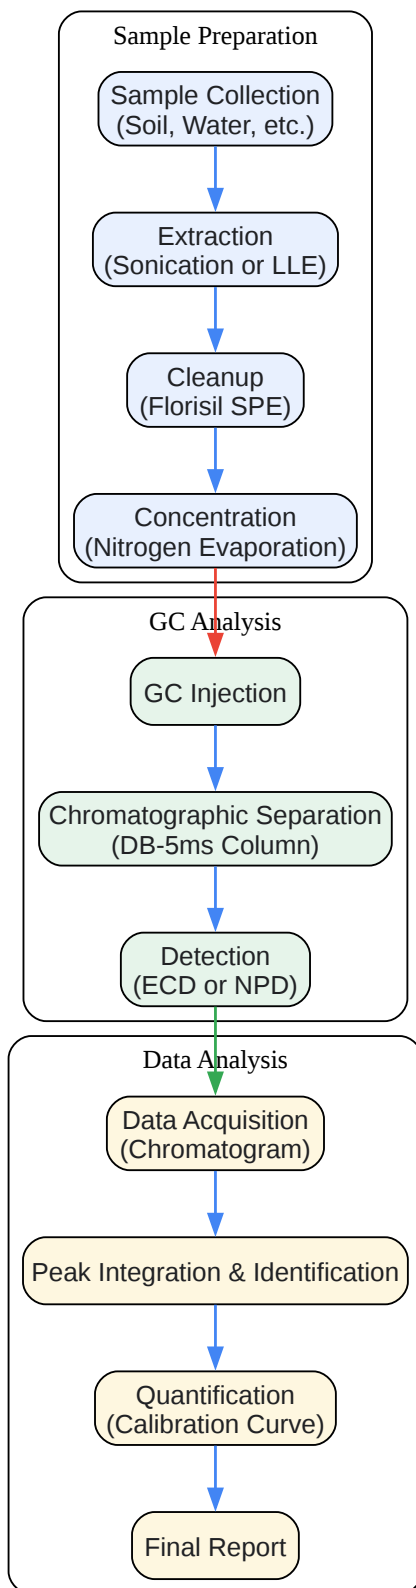 Sample Preparation
Sample Collection
(Soil, Water, etc.)
Extraction
(Sonication or LLE)
Cleanup
(Florisil SPE)
Concentration
(Nitrogen Evaporation)
GC Analysis
GC Injection
Chromatographic Separation
(DB-5ms Column)
Detection
(ECD or NPD)
Data Analysis
Data Acquisition
(Chromatogram)
Peak Integration & Identification
Quantification
(Calibration Curve)
Final Report